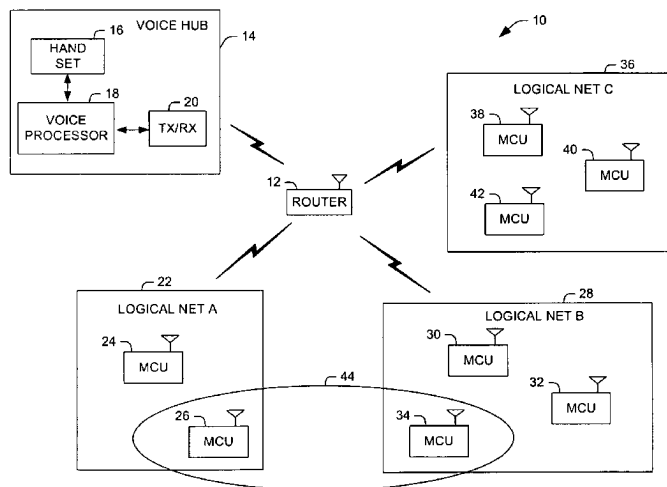 VOICE HUB
14
16
HAND
SET
18
VOICE
PROCESSOR
20
TX/RX
10
36
LOGICAL NET C
38
MCU
40
MCU
42
MCU
12
ROUTER
22
LOGICAL NET A
24
MCU
26
MCU
44
28
LOGICAL NET B
30
MCU
32
MCU
34
MCU